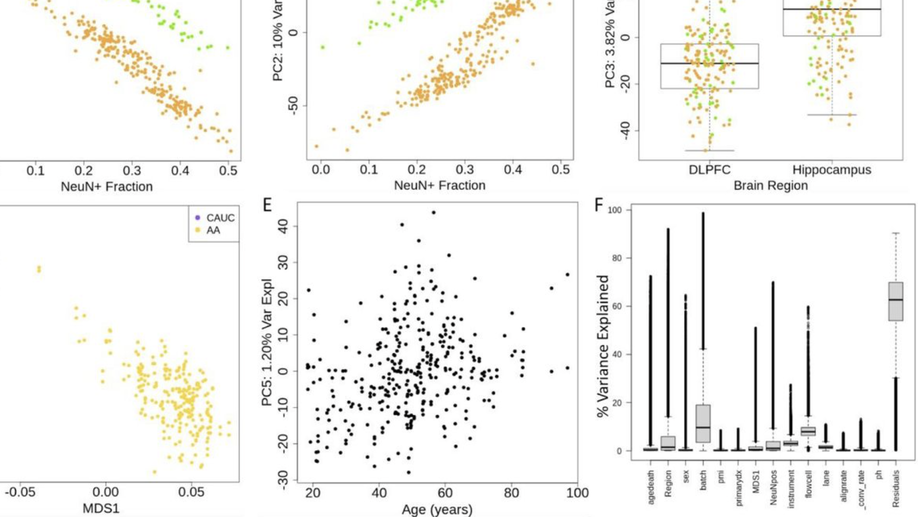 PC2: 10% Var
0
-50
PC3: 3.82% Va
0
-20
-40
0.1 0.2 0.3 0.4 0.5
NeuN+ Fraction
0.0 0.1 0.2 0.3 0.4 0.5
NeuN+ Fraction
DLPFC Hippocampus
Brain Region
CAUC
AA
-0.05 0.00 0.05
MDS1
E
PC5: 1.20% Var Expl
40
30
20
10
0
-10
-20
-30
20 40 60 80 100
Age (years)
F
% Variance Explained
100
80
60
40
20
0
agedeath
Region
sex
batch
pmi
primarydx
MDS1
NeuNpos
instrument
flowcell
lane
alignrate
_conv_rate
ph
Residuals